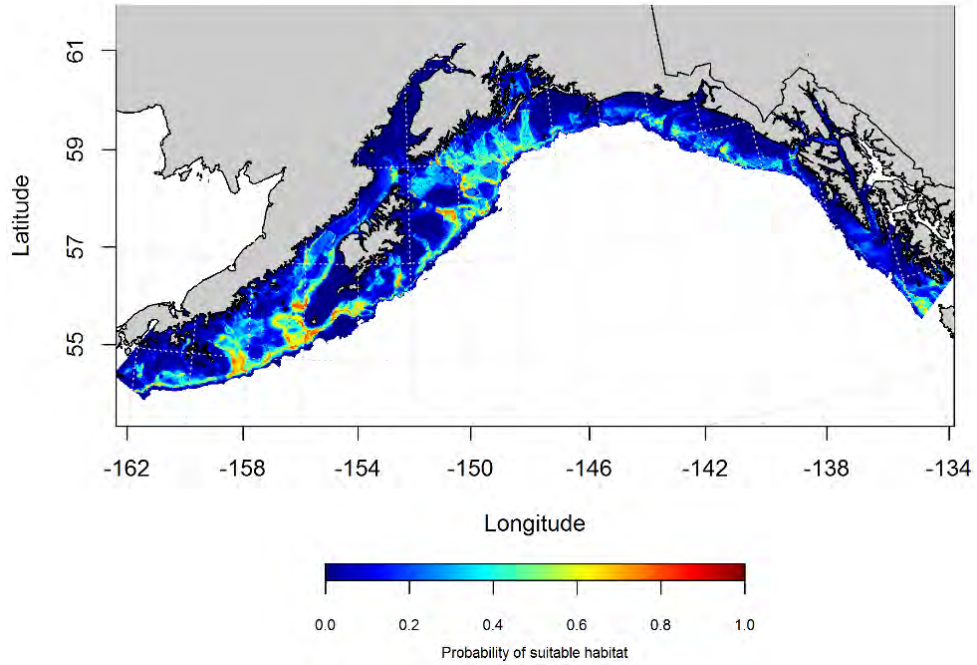 61
59
57
55
Latitude
-162 -158 -154 -150 -146 -142 -138 -134
Longitude
0.0 0.2 0.4 0.6 0.8 1.0
Probability of suitable habitat